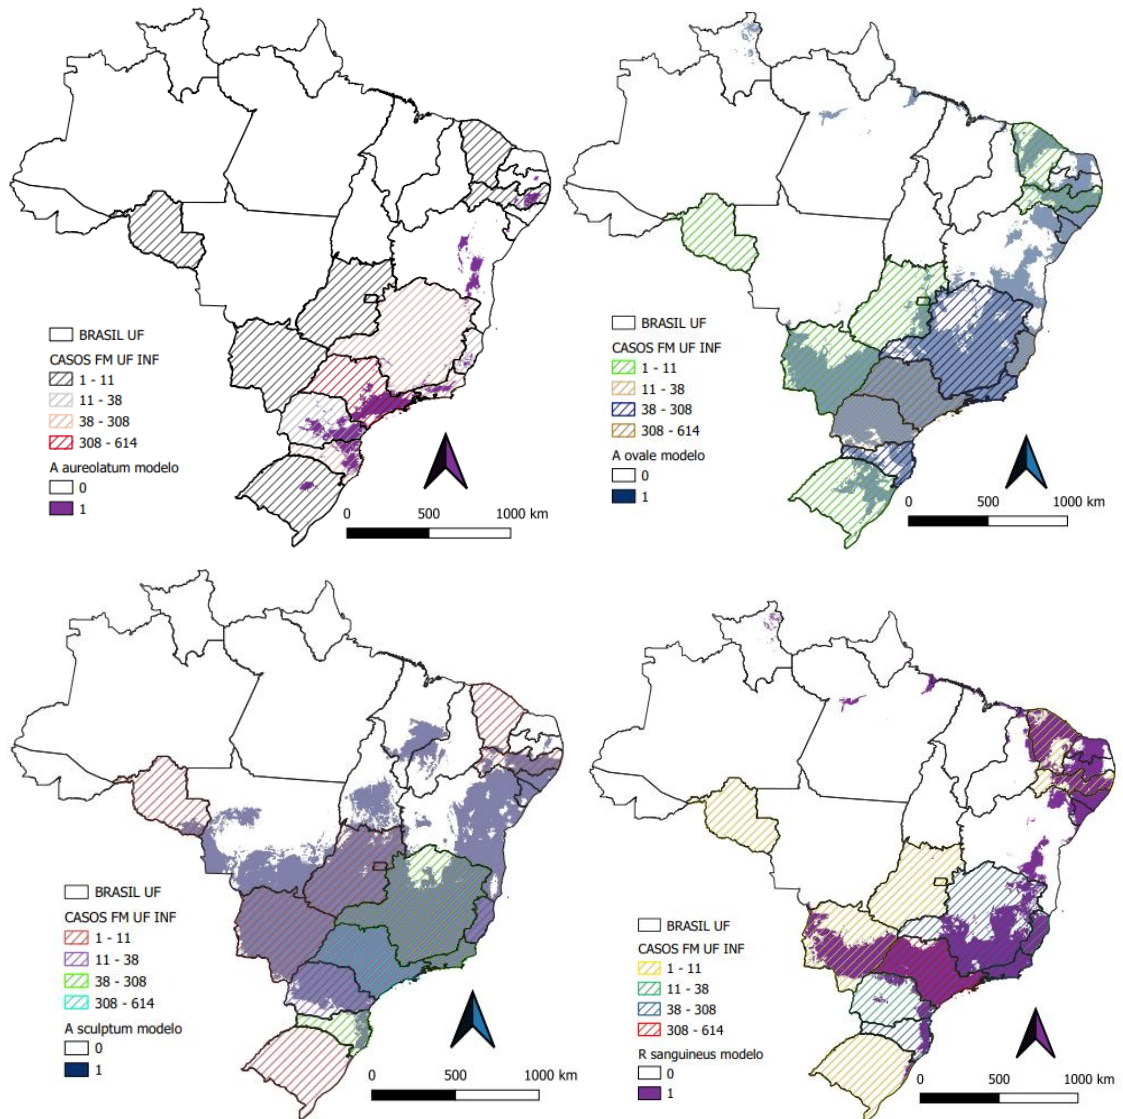 BRASIL UF
CASOS FM UF INF
1 - 11
11 - 38
38 - 308
308 - 614
A aureolatum modelo
0
1
0 500 1000 km
BRASIL UF
CASOS FM UF INF
1 - 11
11 - 38
38 - 308
308 - 614
A ovale modelo
0
1
0 500 1000 km
BRASIL UF
CASOS FM UF INF
1 - 11
11 - 38
38 - 308
308 - 614
A sculptum modelo
0
1
0 500 1000 km
BRASIL UF
CASOS FM UF INF
1 - 11
11 - 38
38 - 308
308 - 614
R sanguineus modelo
0
1
0 500 1000 km